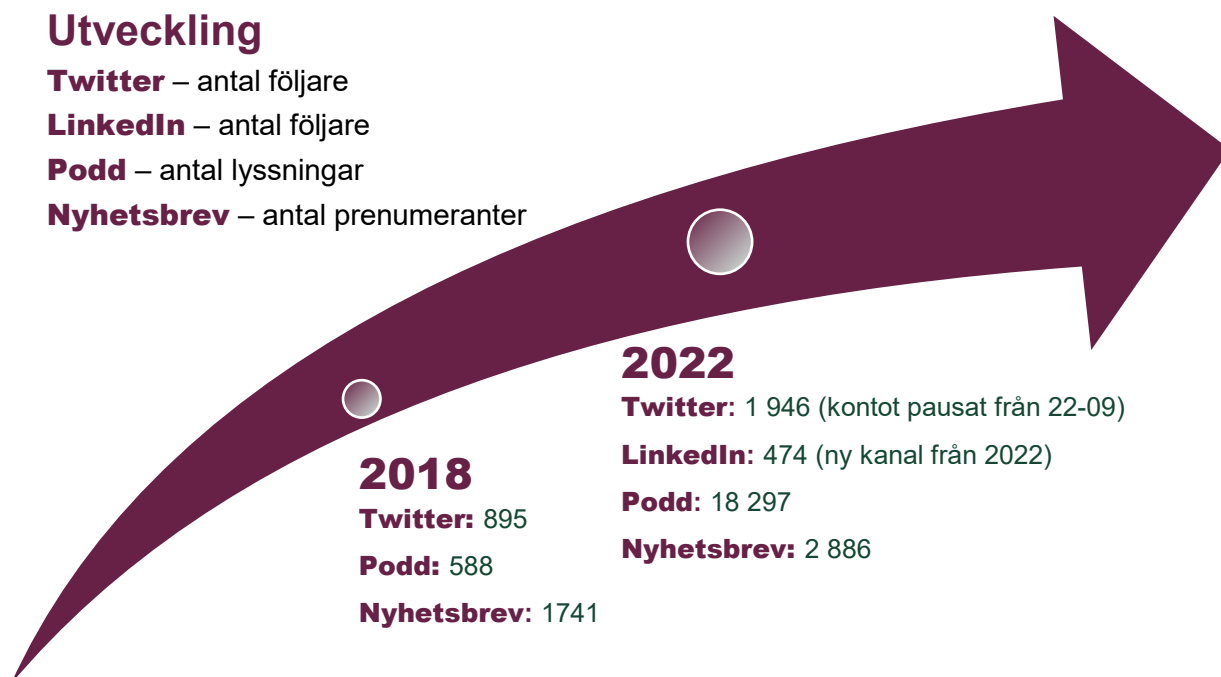 Utveckling
Twitter – antal följare
LinkedIn – antal följare
Podd – antal lyssningar
Nyhetsbrev – antal prenumeranter
2018
Twitter: 895
Podd: 588
Nyhetsbrev: 1741
2022
Twitter: 1 946 (kontot pausat från 22-09)
LinkedIn: 474 (ny kanal från 2022)
Podd: 18 297
Nyhetsbrev: 2 886